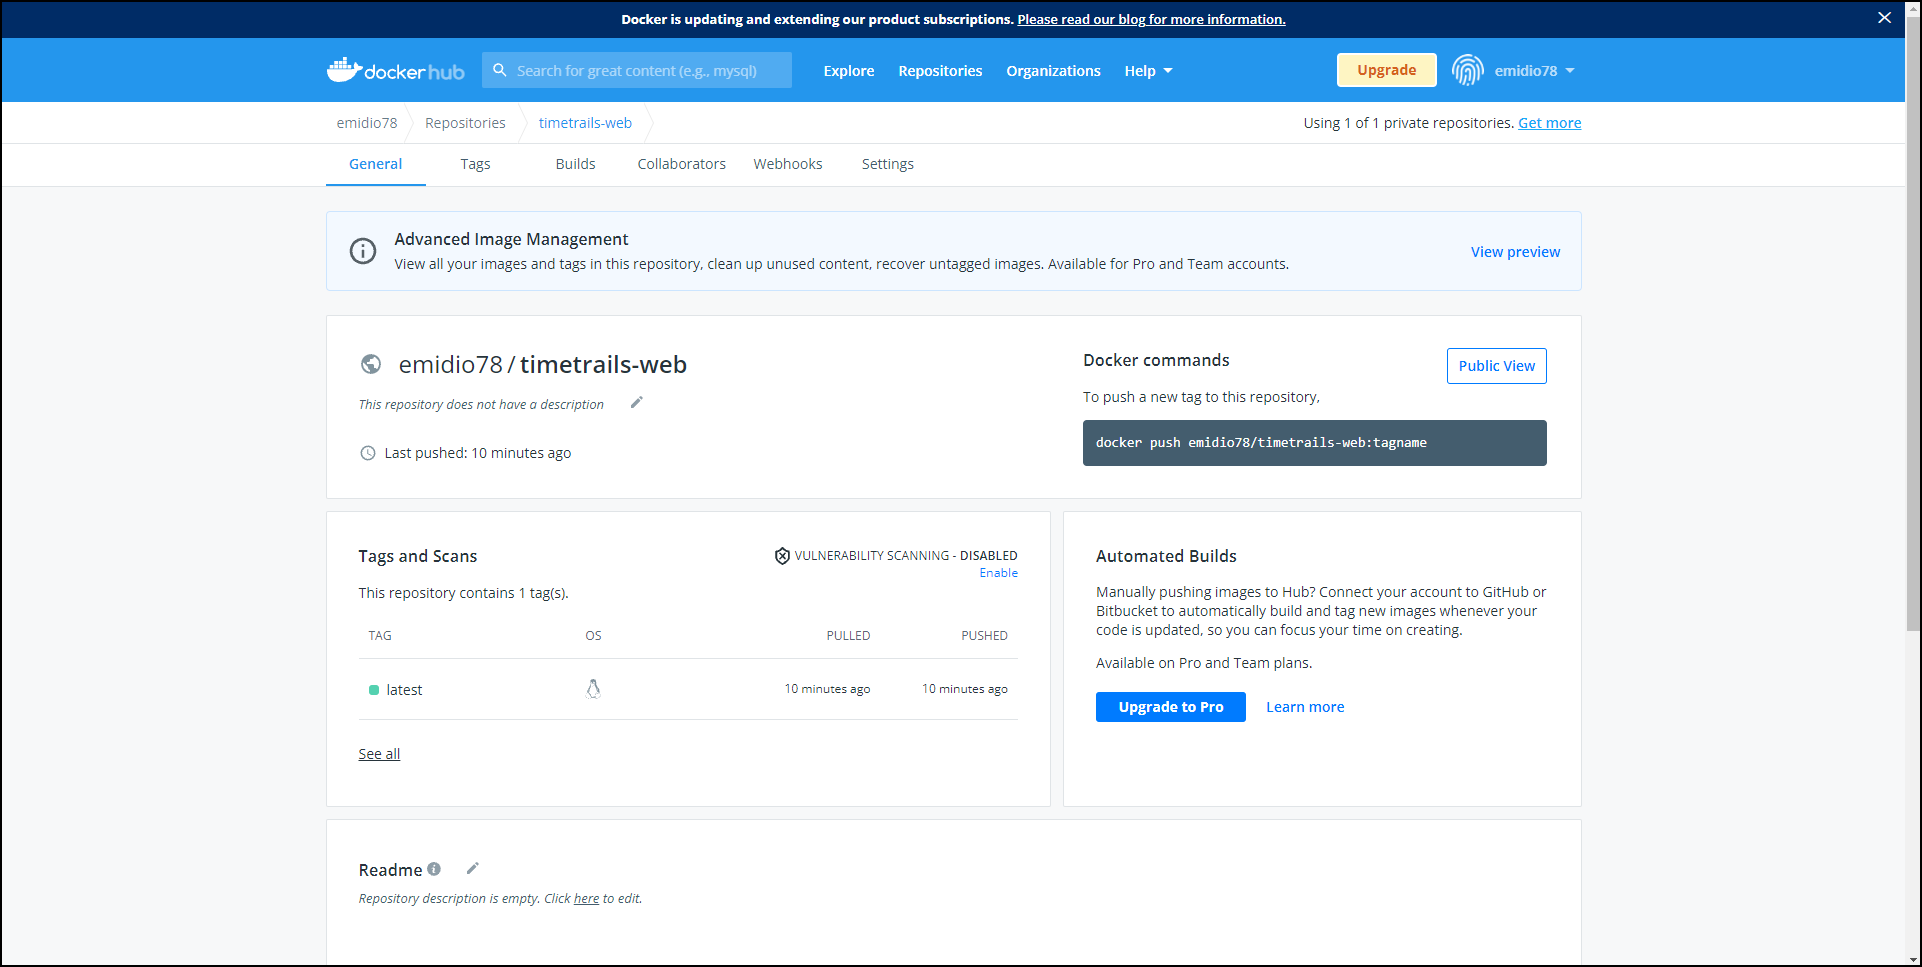 Docker is updating and extending our product subscriptions. Please read our blog for more information.
docker hub
Search for great content (e.g., mysql)
Explore
Repositories
Organizations
Help
Upgrade
emidio78
emidio78
Repositories
timetrails-web
Using 1 of 1 private repositories. Get more
General
Tags
Builds
Collaborators
Webhooks
Settings
Advanced Image Management
View all your images and tags in this repository, clean up unused content, recover untagged images. Available for Pro and Team accounts.
View preview
emidio78 / timetrails-web
This repository does not have a description
Last pushed: 10 minutes ago
Docker commands
Public View
To push a new tag to this repository,
docker push emidio78/timetrails-web:tagname
Tags and Scans
VULNERABILITY SCANNING - DISABLED
Enable
This repository contains 1 tag(s).
TAG
OS
PULLED
PUSHED
latest
10 minutes ago
10 minutes ago
See all
Automated Builds
Manually pushing images to Hub? Connect your account to GitHub or
Bitbucket to automatically build and tag new images whenever your
code is updated, so you can focus your time on creating.
Available on Pro and Team plans.
Upgrade to Pro
Learn more
Readme
Repository description is empty. Click here to edit.